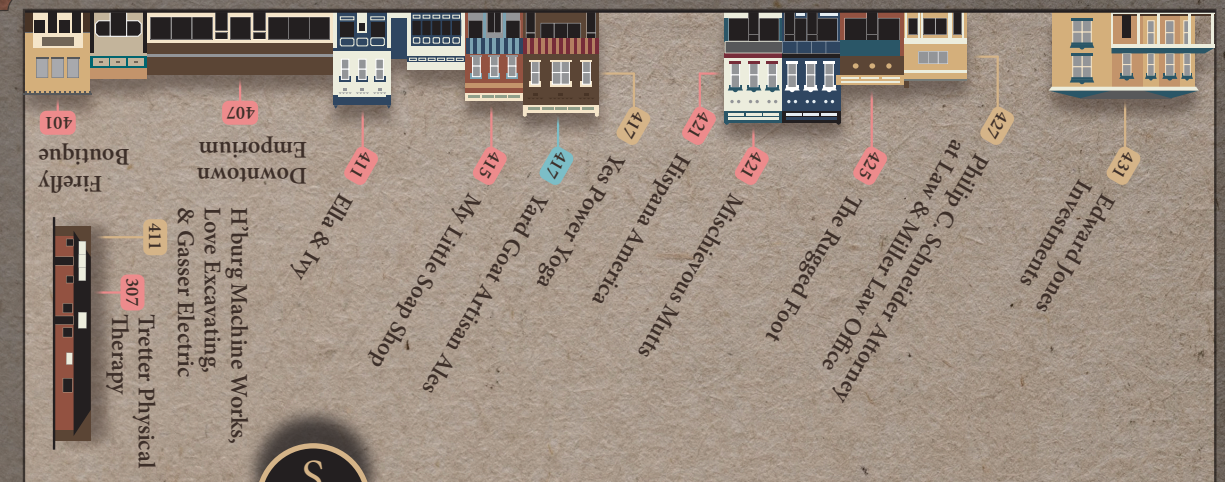 401
Firefly
Boutique
407
Downtown
Emporium
411
Ella & Ivy
415
My Little Soap Shop
417
Yard Goat Artisan Ales
417
Yes Power Yoga
421
Hispana America
421
Mischievous Mutts
425
The Rugged Foot
427
Philip C. Schneider Attorney
at Law & Miller Law Office
431
Edward Jones
Investments
411
H'burg Machine Works,
Love Excavating,
& Gasser Electric
307
Tretter Physical
Therapy
S